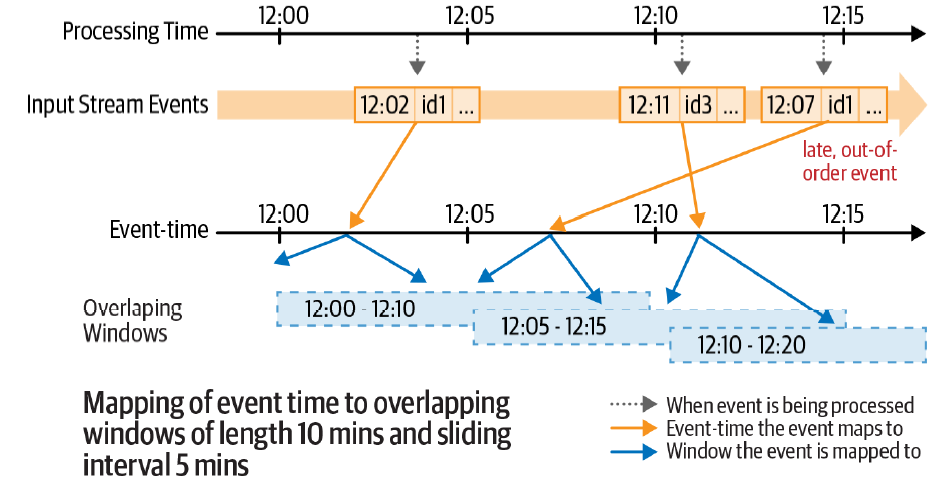 12:00 12:05 12:10 12:15
Processing Time
Input Stream Events
12:02 id1 ...
12:11 id3 ...
12:07 id1 ...
late, out-of-
order event
12:00 12:05 12:10 12:15
Event-time
Overlaping
Windows
12:00 - 12:10
12:05 - 12:15
12:10 - 12:20
Mapping of event time to overlapping
windows of length 10 mins and sliding
interval 5 mins
When event is being processed
Event-time the event maps to
Window the event is mapped to